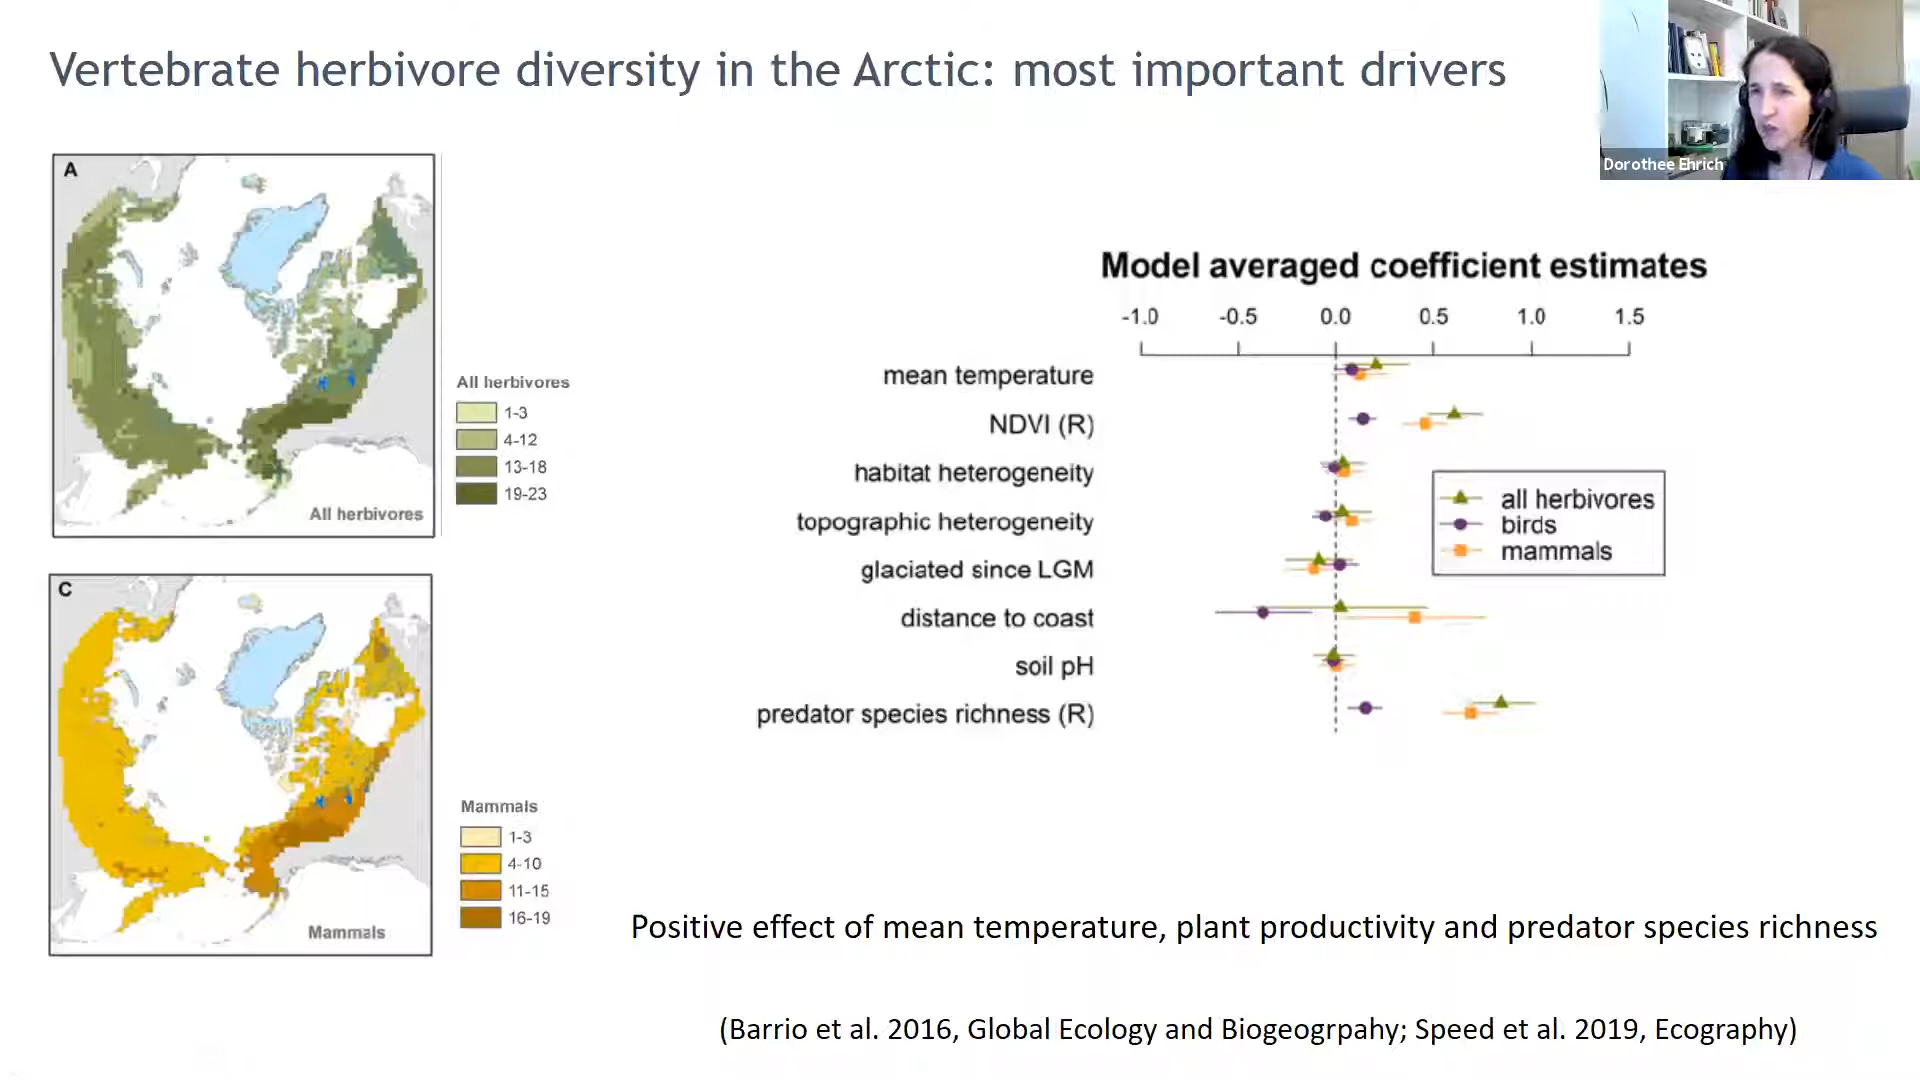 Vertebrate herbivore diversity in the Arctic: most important drivers
Dorothee Ehrich
A
All herbivores
All herbivores
1-3
4-12
13-18
19-23
C
Mammals
Mammals
1-3
4-10
11-15
16-19
Model averaged coefficient estimates
-1.0 -0.5 0.0 0.5 1.0 1.5
mean temperature
NDVI (R)
habitat heterogeneity
topographic heterogeneity
glaciated since LGM
distance to coast
soil pH
predator species richness (R)
all herbivores
birds
mammals
Positive effect of mean temperature, plant productivity and predator species richness
(Barrio et al. 2016, Global Ecology and Biogeogrpahy; Speed et al. 2019, Ecography)